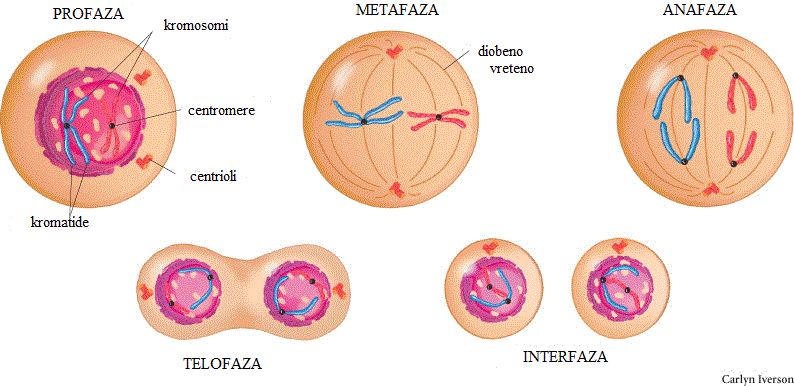 PROFAZA
METAFAZA
ANAFAZA
kromosomi
diobeno
vreteno
centromere
centrioli
kromatide
TELOFAZA
INTERFAZA
Carlyn Iverson